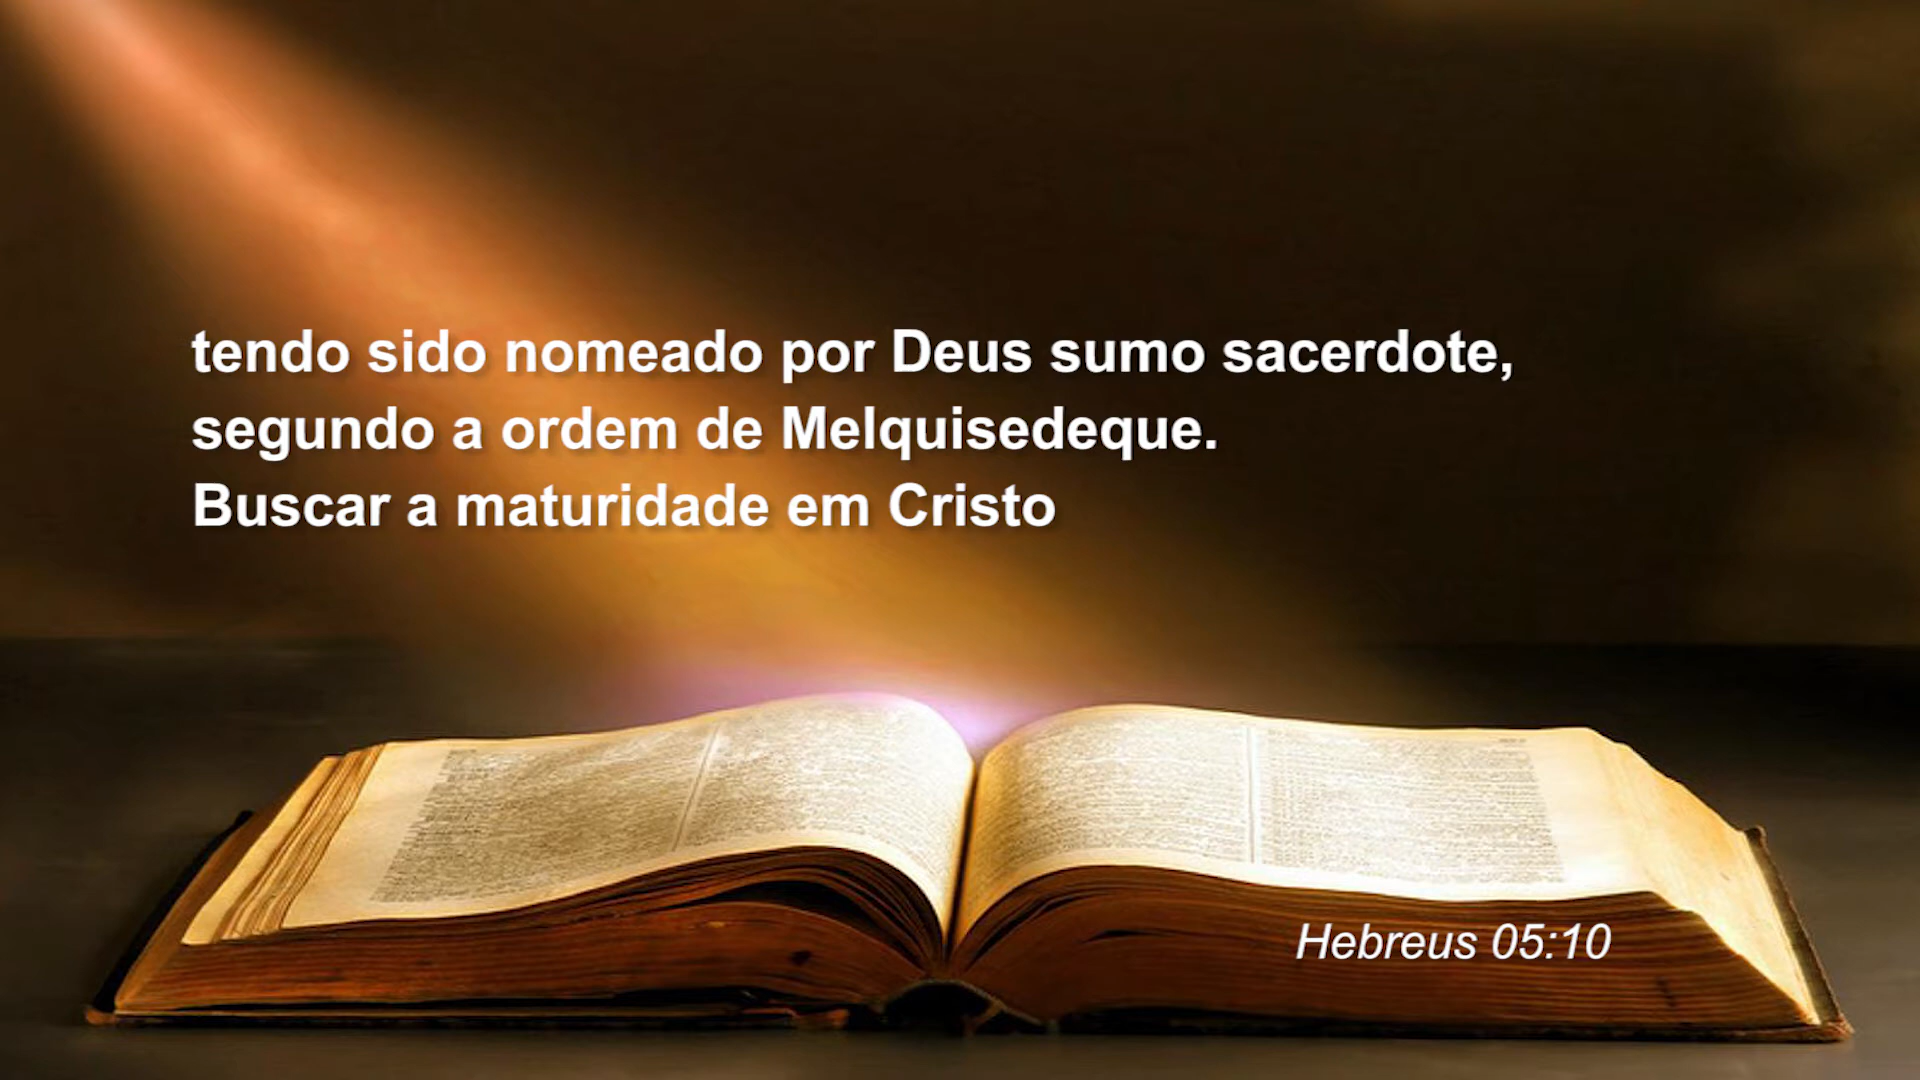 tendo sido nomeado por Deus sumo sacerdote,
segundo a ordem de Melquisedeque.
Buscar a maturidade em Cristo
Hebreus 05:10